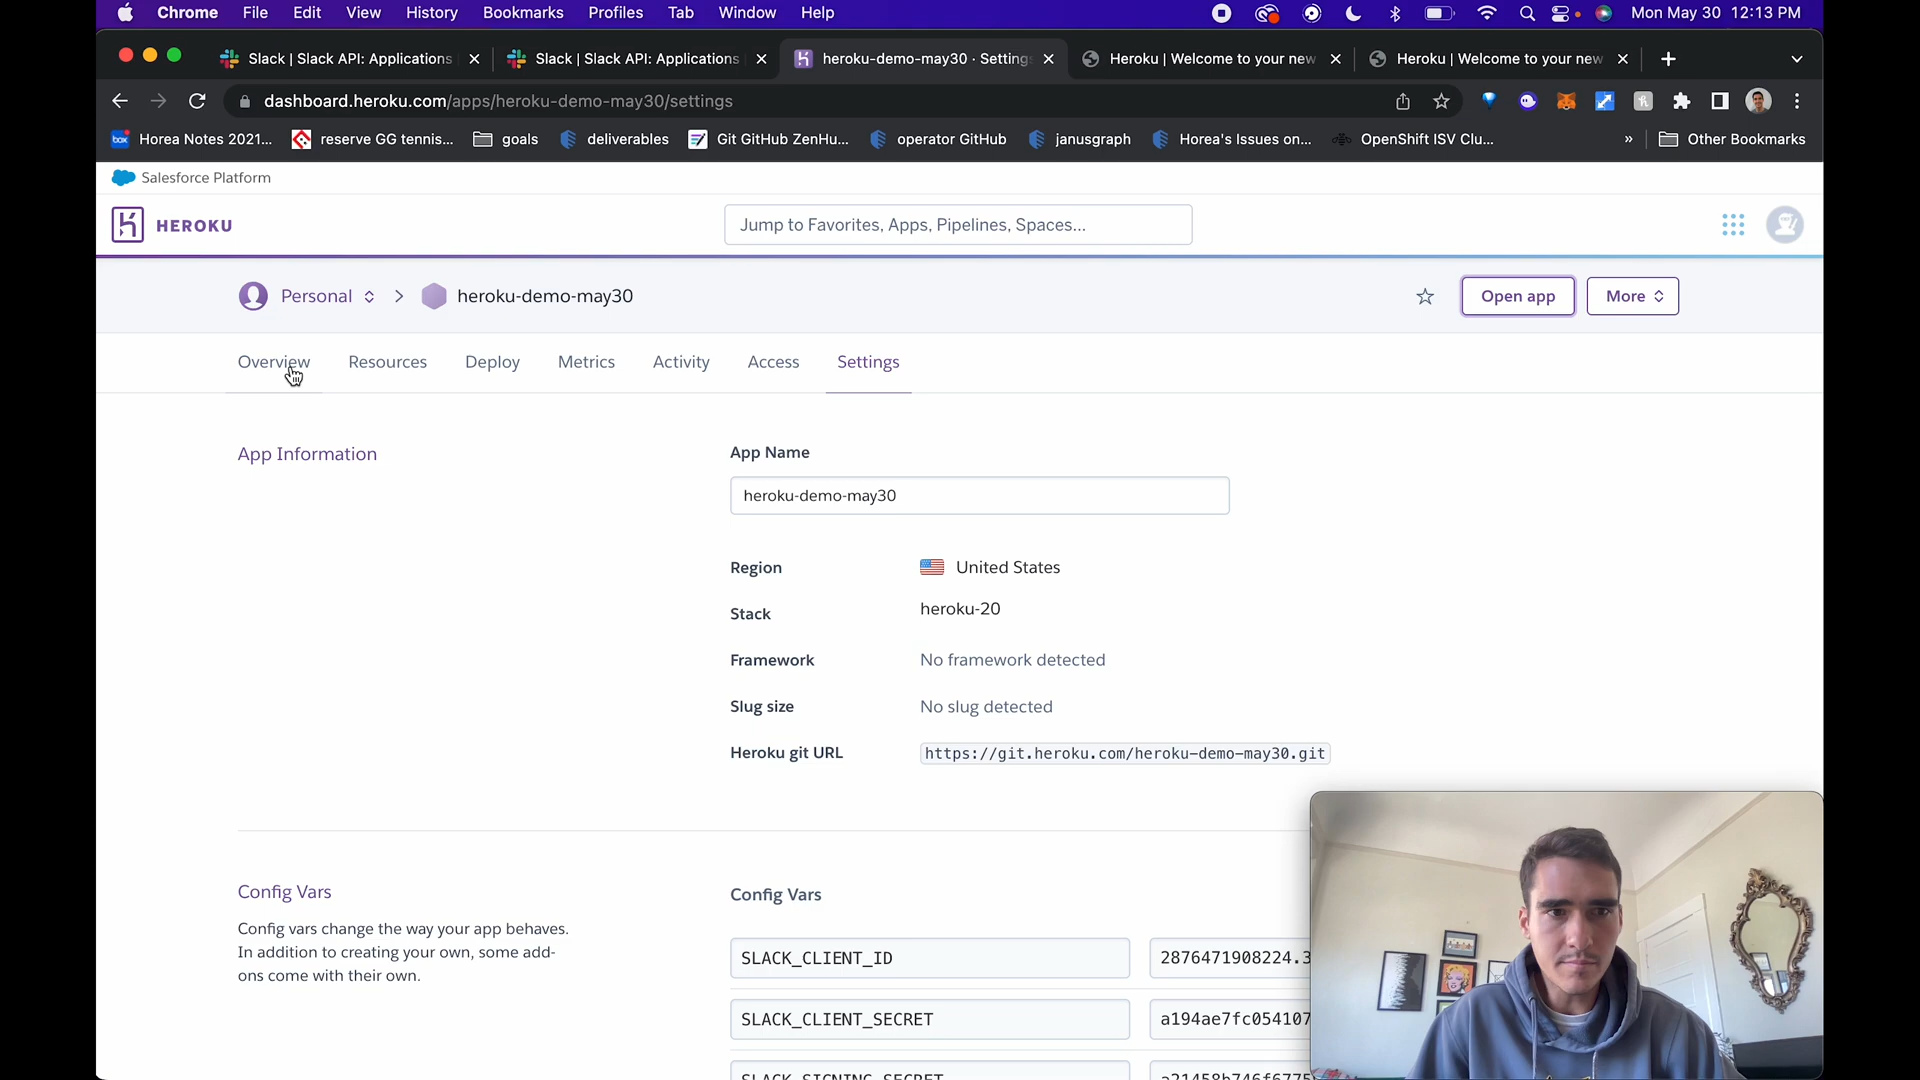 Chrome File Edit View History Bookmarks Profiles Tab Window Help Mon May 30 12:13 PM
Slack | Slack API: Applications Slack | Slack API: Applications heroku-demo-may30 · Settings Heroku | Welcome to your new Heroku | Welcome to your new
dashboard.heroku.com/apps/heroku-demo-may30/settings
box Horea Notes 2021... reserve GG tennis... goals deliverables Git GitHub ZenHu... operator GitHub janusgraph Horea's Issues on... OpenShift ISV Clu... » Other Bookmarks
Salesforce Platform
HEROKU Jump to Favorites, Apps, Pipelines, Spaces...
Personal heroku-demo-may30 Open app More
Overview Resources Deploy Metrics Activity Access Settings
App Information App Name
heroku-demo-may30
Region United States
Stack heroku-20
Framework No framework detected
Slug size No slug detected
Heroku git URL https://git.heroku.com/heroku-demo-may30.git
Config Vars Config Vars
Config vars change the way your app behaves.
In addition to creating your own, some add-
ons come with their own.
SLACK_CLIENT_ID 2876471908224.3
SLACK_CLIENT_SECRET a194ae7fc054107
SLACK_SIGNING_SECRET